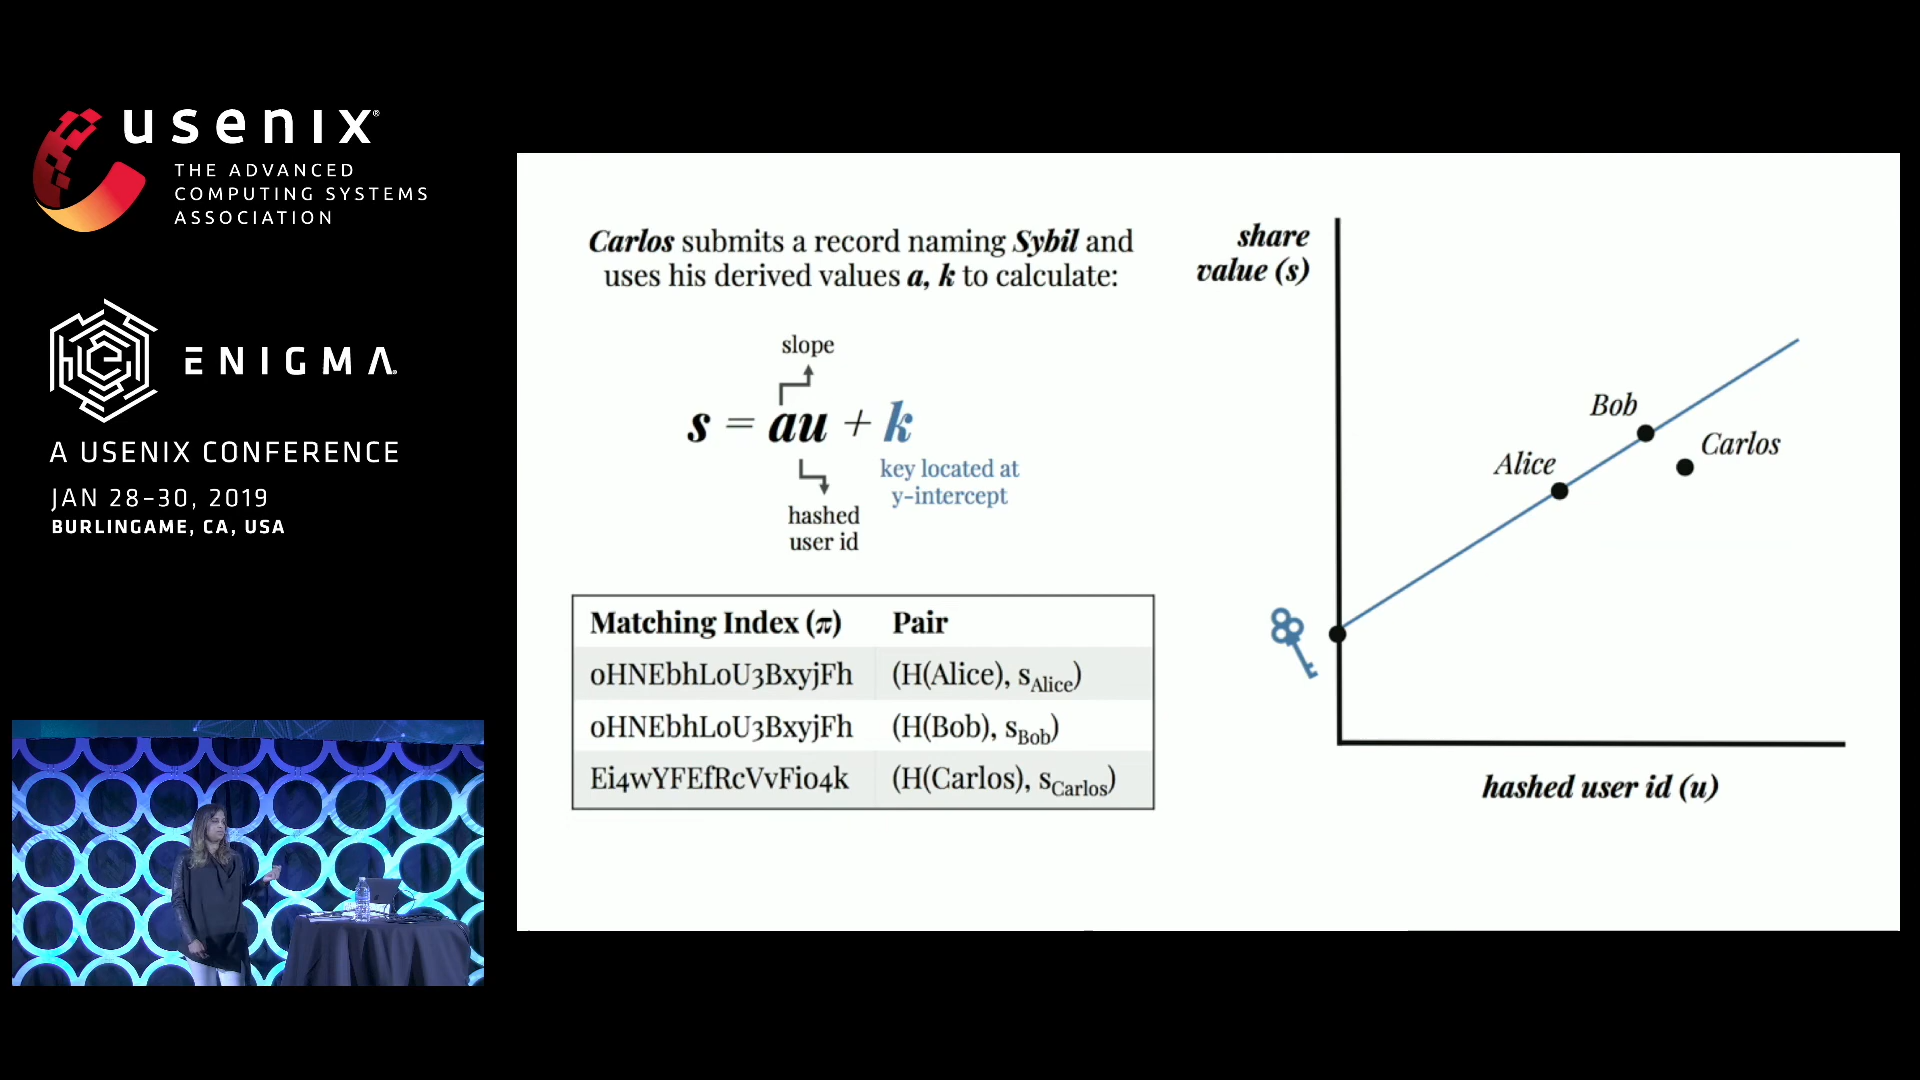 usenix®
THE ADVANCED
COMPUTING SYSTEMS
ASSOCIATION
ENIGMA.
A USENIX CONFERENCE
JAN 28–30, 2019
BURLINGAME, CA, USA
Carlos submits a record naming Sybil and
uses his derived values a, k to calculate:
slope
s = au + k
key located at
y-intercept
hashed
user id
Matching Index (π) Pair
oHNEbhLoU3BxyjFh (H(Alice), sAlice)
oHNEbhLoU3BxyjFh (H(Bob), sBob)
Ei4wYFEfRcVvFio4k (H(Carlos), sCarlos)
share
value (s)
Bob
Carlos
Alice
hashed user id (u)